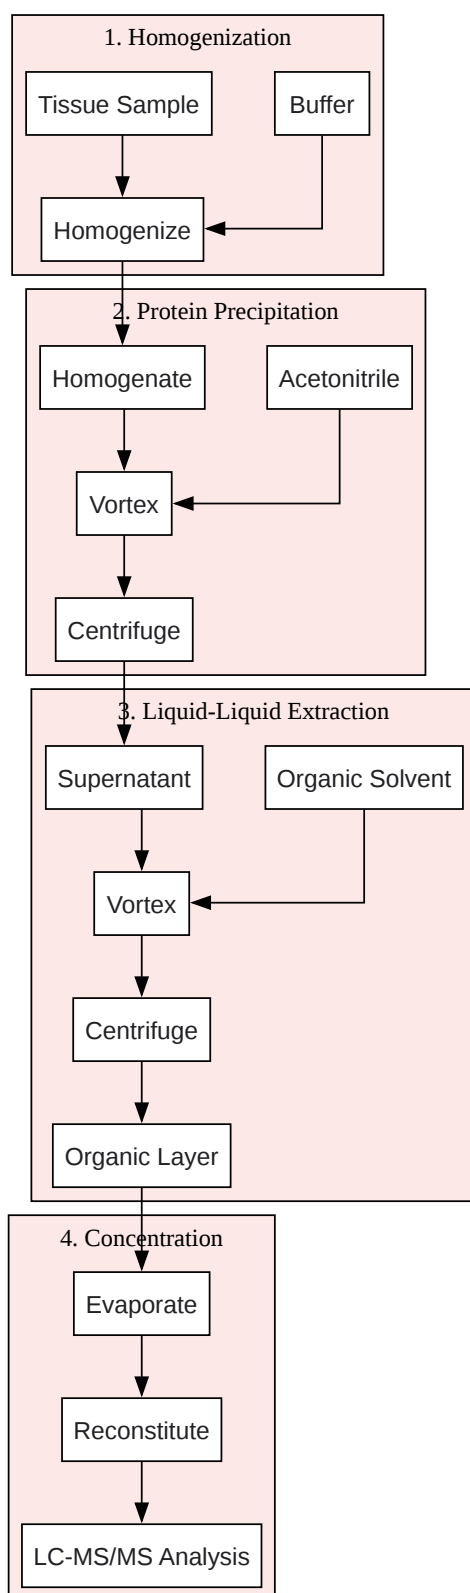 1. Homogenization
Tissue Sample
Buffer
Homogenize
2. Protein Precipitation
Homogenate
Acetonitrile
Vortex
Centrifuge
3. Liquid-Liquid Extraction
Supernatant
Organic Solvent
Vortex
Centrifuge
Organic Layer
4. Concentration
Evaporate
Reconstitute
LC-MS/MS Analysis